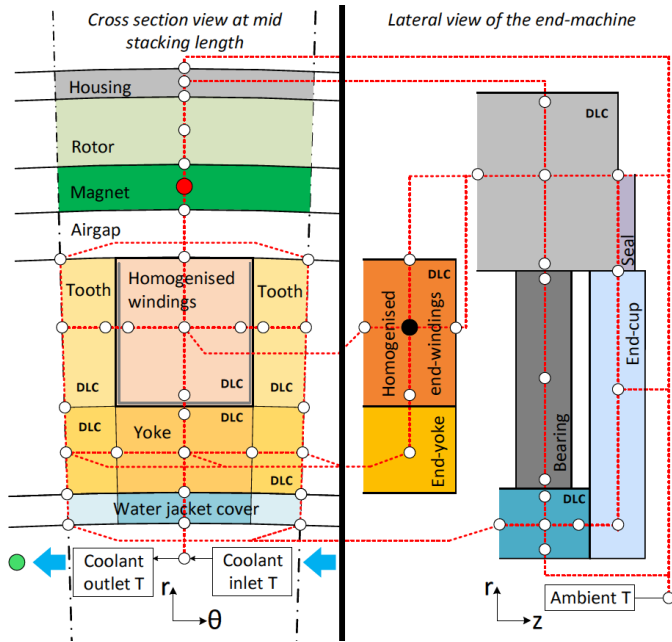 Cross section view at mid
stacking length
Lateral view of the end-machine
Housing
Rotor
Magnet
Airgap
Tooth
Homogenised
windings
Tooth
DLC
DLC
DLC
DLC
DLC
Yoke
DLC
Water jacket cover
Coolant
outlet T
Coolant
inlet T
r
θ
DLC
Seal
DLC
Homogenised
end-windings
End-yoke
End-cup
Bearing
DLC
r
z
Ambient T